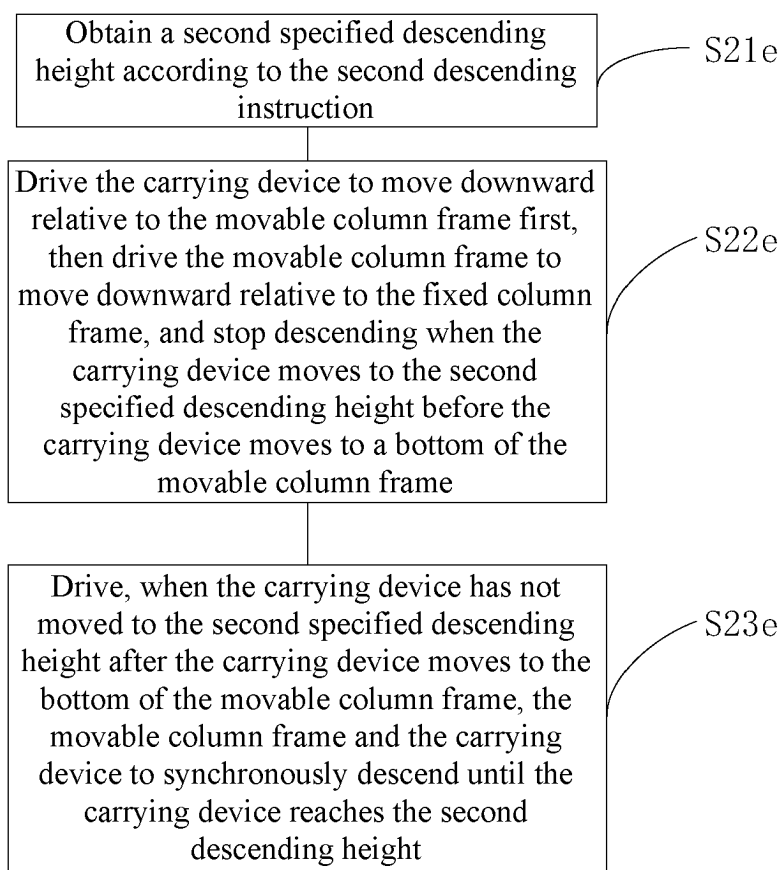 Obtain a second specified descending
height according to the second descending
instruction
S21e
Drive the carrying device to move downward
relative to the movable column frame first,
then drive the movable column frame to
move downward relative to the fixed column
frame, and stop descending when the
carrying device moves to the second
specified descending height before the
carrying device moves to a bottom of the
movable column frame
S22e
Drive, when the carrying device has not
moved to the second specified descending
height after the carrying device moves to the
bottom of the movable column frame, the
movable column frame and the carrying
device to synchronously descend until the
carrying device reaches the second
descending height
S23e